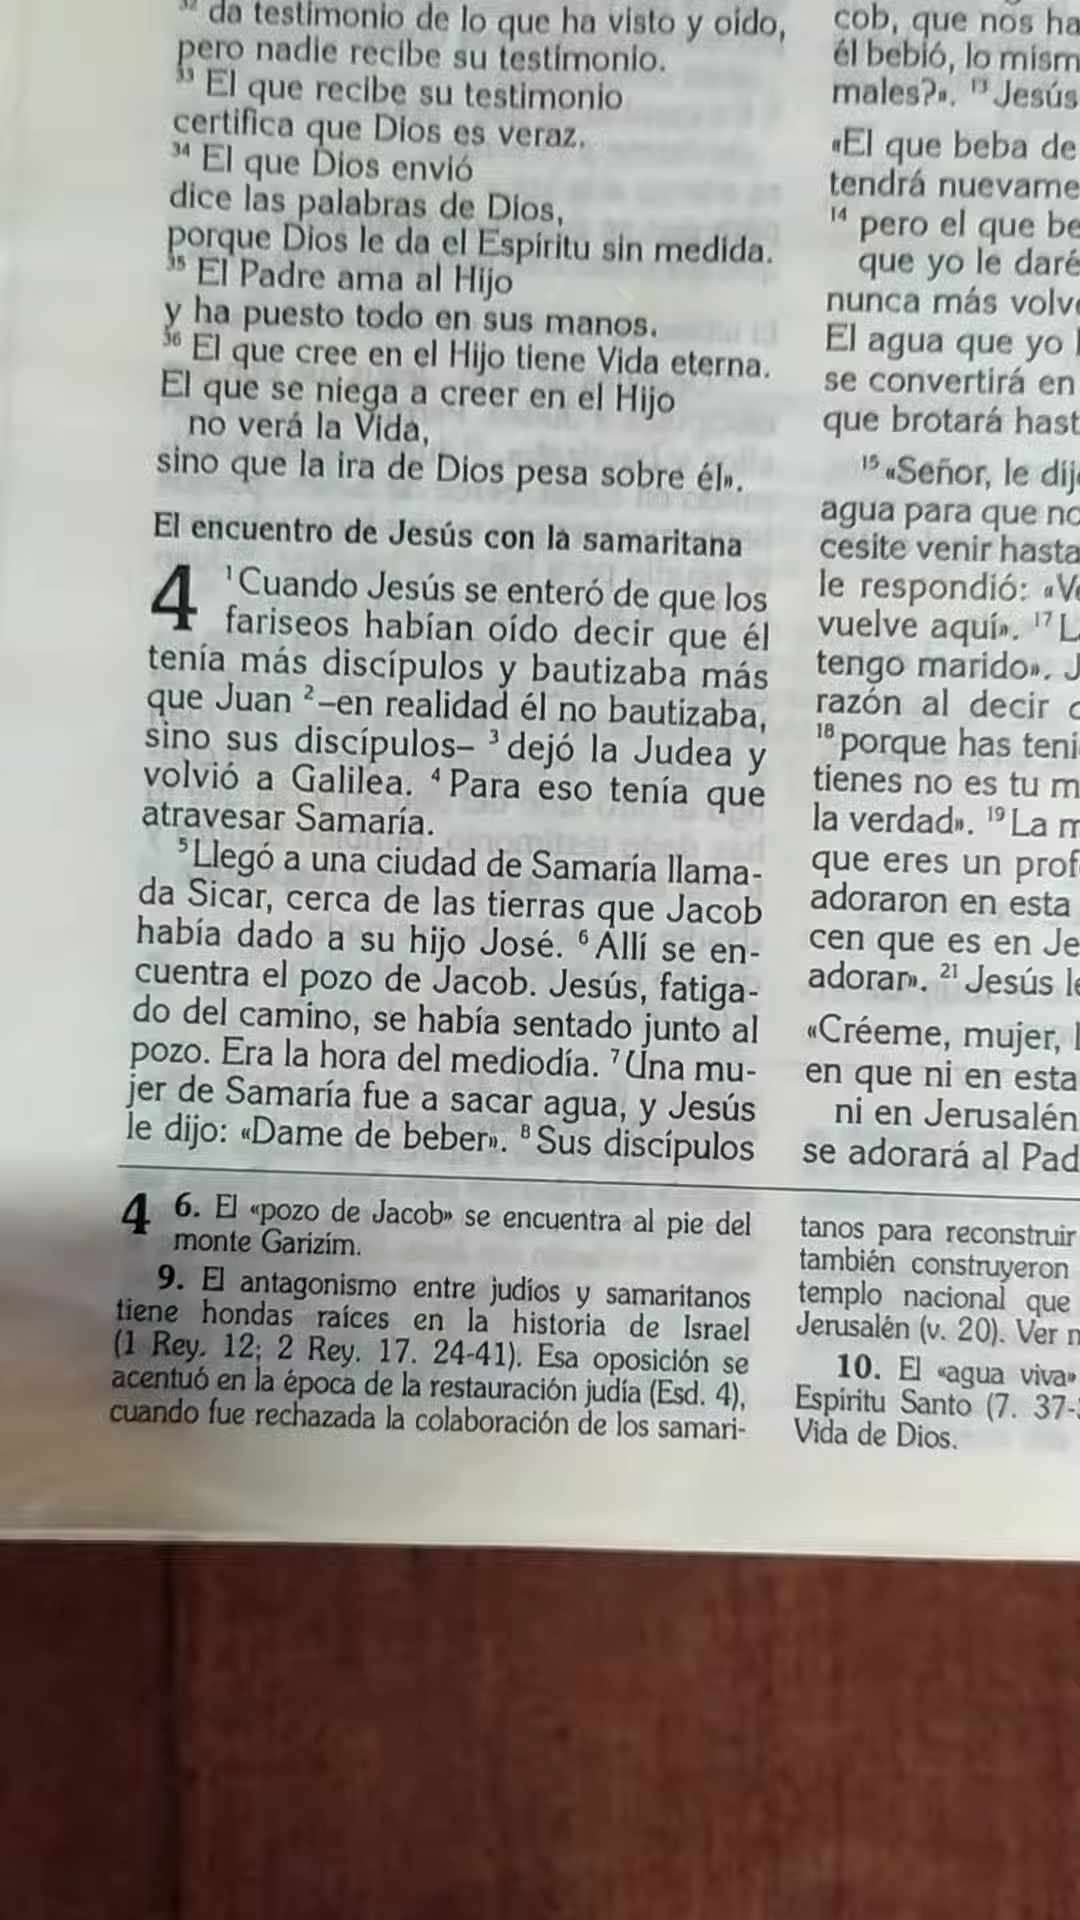 32 da testimonio de lo que ha visto y oído,
pero nadie recibe su testimonio.
33 El que recibe su testimonio
certifica que Dios es veraz.
34 El que Dios envió
dice las palabras de Dios,
porque Dios le da el Espíritu sin medida.
35 El Padre ama al Hijo
y ha puesto todo en sus manos.
36 El que cree en el Hijo tiene Vida eterna.
El que se niega a creer en el Hijo
no verá la Vida,
sino que la ira de Dios pesa sobre él».
El encuentro de Jesús con la samaritana
4 1 Cuando Jesús se enteró de que los
fariseos habían oído decir que él
tenía más discípulos y bautizaba más
que Juan 2 –en realidad él no bautizaba,
sino sus discípulos– 3 dejó la Judea y
volvió a Galilea. 4 Para eso tenía que
atravesar Samaría.
5 Llegó a una ciudad de Samaría llama-
da Sicar, cerca de las tierras que Jacob
había dado a su hijo José. 6 Allí se en-
cuentra el pozo de Jacob. Jesús, fatiga-
do del camino, se había sentado junto al
pozo. Era la hora del mediodía. 7 Una mu-
jer de Samaría fue a sacar agua, y Jesús
le dijo: «Dame de beber». 8 Sus discípulos
cob, que nos ha
él bebió, lo mism
males?». 13 Jesús
«El que beba de
tendrá nuevame
14 pero el que be
que yo le daré
nunca más volve
El agua que yo
se convertirá en
que brotará hast
15 «Señor, le dij
agua para que no
cesite venir hasta
le respondió: «Ve
vuelve aquí». 17 L
tengo marido». J
razón al decir
18 porque has teni
tienes no es tu m
la verdad». 19 La m
que eres un prof
adoraron en esta
cen que es en Je
adorar». 21 Jesús le
«Créeme, mujer,
en que ni en esta
ni en Jerusalén
se adorará al Pad
4 6. El «pozo de Jacob» se encuentra al pie del
monte Garizím.
9. El antagonismo entre judíos y samaritanos
tiene hondas raíces en la historia de Israel
(1 Rey. 12; 2 Rey. 17. 24-41). Esa oposición se
acentuó en la época de la restauración judía (Esd. 4),
cuando fue rechazada la colaboración de los samari-
tanos para reconstruir
también construyeron
templo nacional que
Jerusalén (v. 20). Ver
10. El «agua viva»
Espíritu Santo (7. 37-
Vida de Dios.